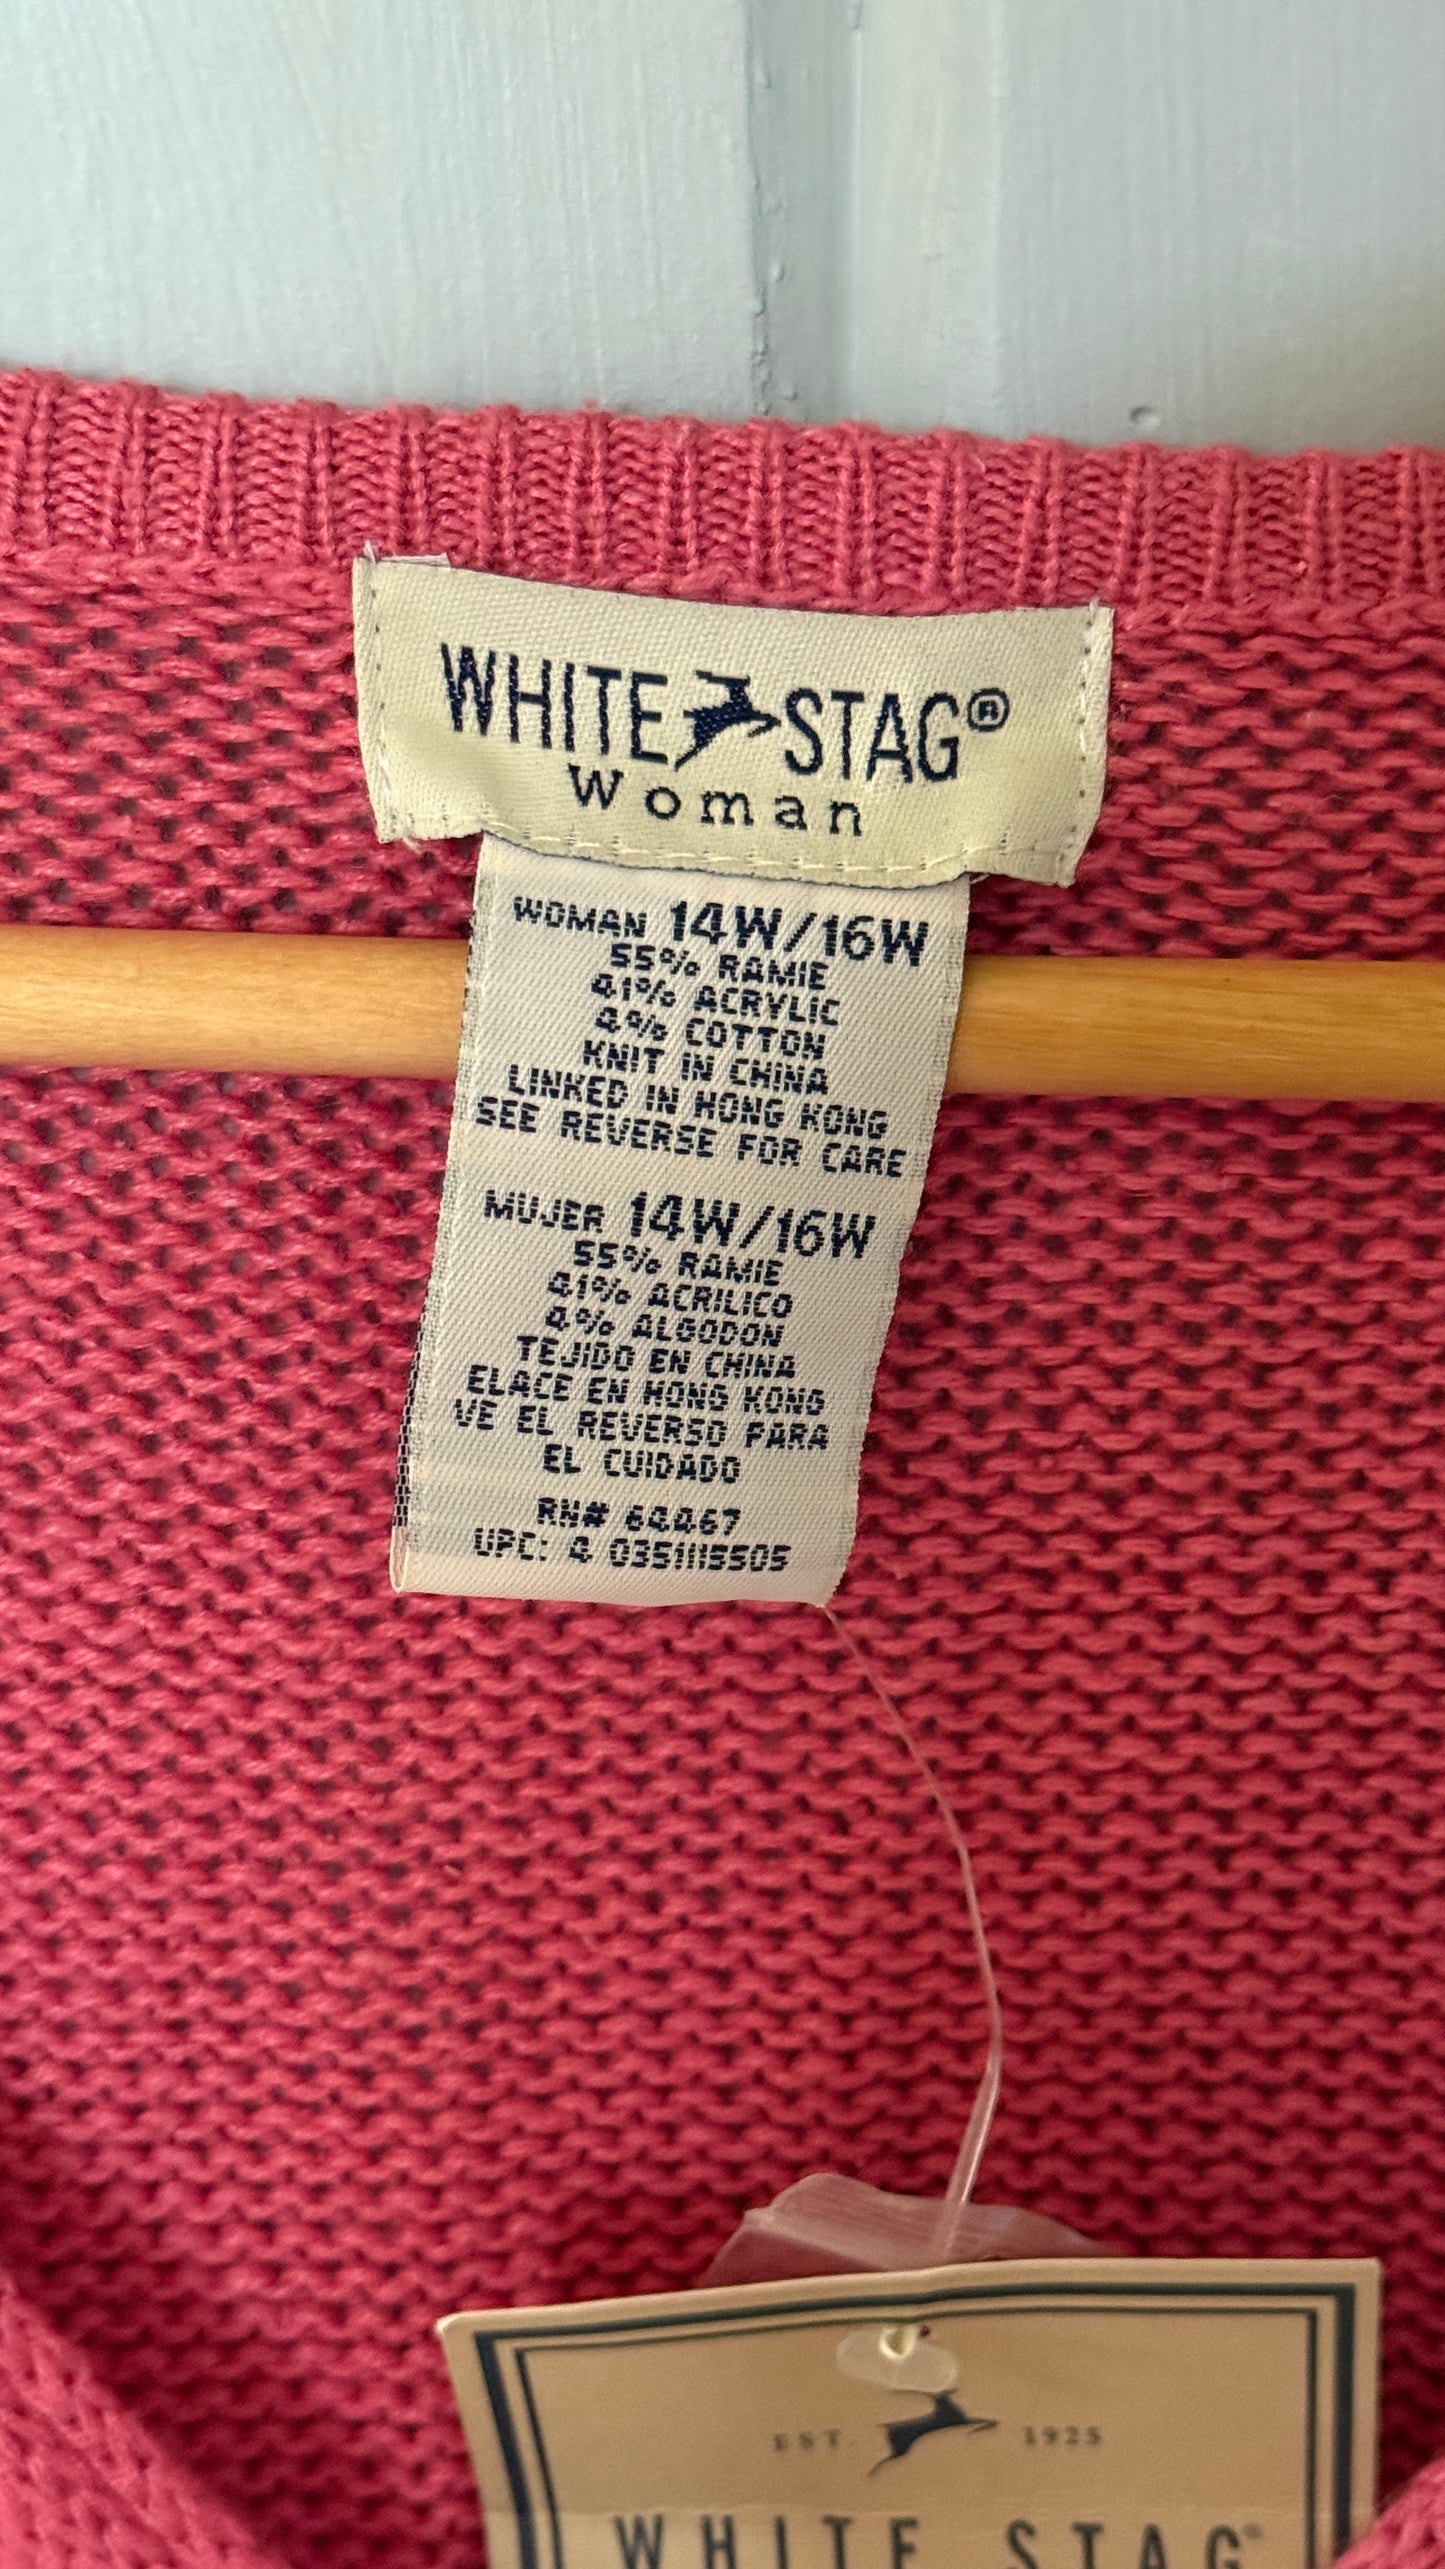 WHITE STAG®
Woman
WOMAN 14W/16W
55% RAMIE
41% ACRYLIC
4% COTTON
KNIT IN CHINA
LINKED IN HONG KONG
SEE REVERSE FOR CARE
MUJER 14W/16W
55% RAMIE
41% ACRILICO
4% ALGODON
TEJIDO EN CHINA
ELACE EN HONG KONG
VE EL REVERSO PARA
EL CUIDADO
RN# 64467
UPC: 4 0351115505
EST 1925
WHITE STAG®